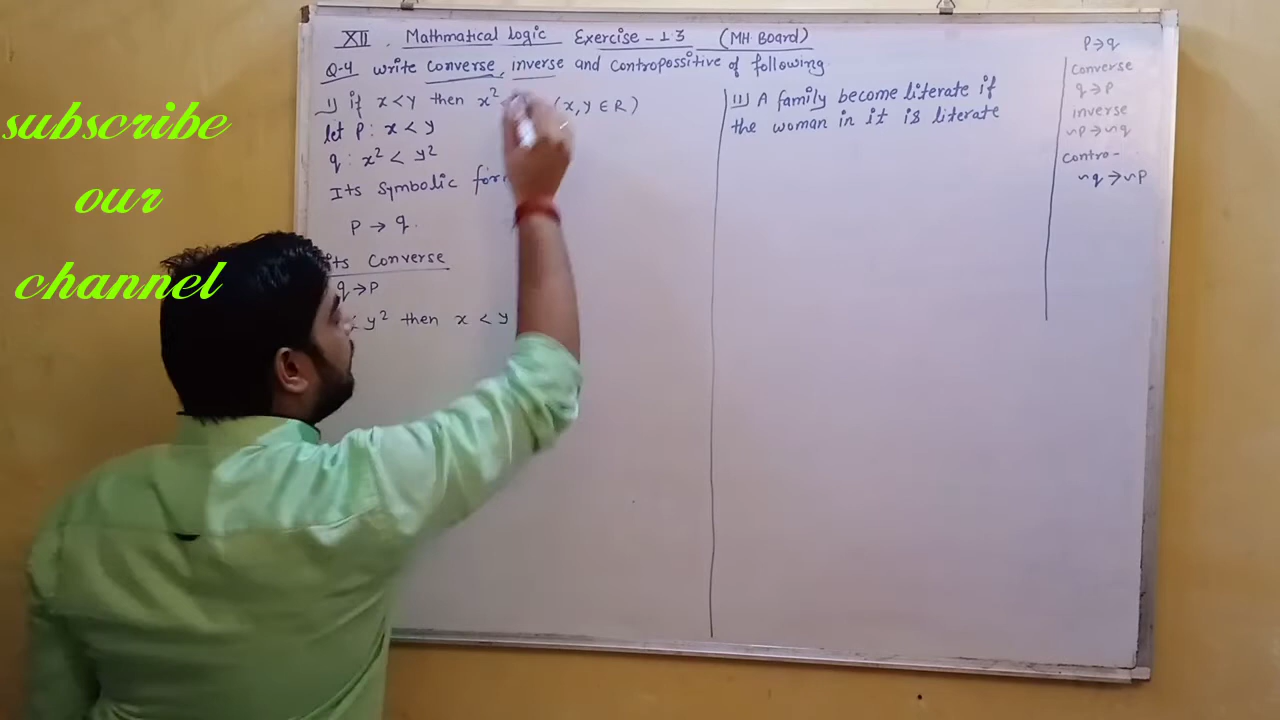 subscribe
our
channel
XII. Mathmatical logic Exercise - 1.3 (MH Board)
Q-4 write converse, inverse and contropossitive of following
I) if x < y then x² (x, y ∈ R)
let P : x < y
q : x² < y²
Its symbolic
P → q.
Its Converse
q → P
< y² then x < y
II) A family become literate if
the woman in it is literate
P → q
converse
q → P
inverse
~P → ~q
contro-
~q → ~P